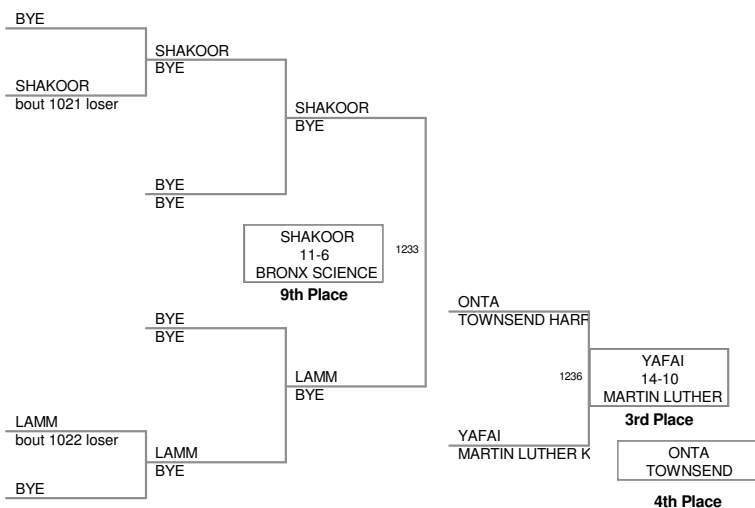 BYE
SHAKOOR
BYE
SHAKOOR
bout 1021 loser
SHAKOOR
BYE
BYE
BYE
SHAKOOR
11-6
BRONX SCIENCE
9th Place
1233
BYE
BYE
LAMM
BYE
LAMM
bout 1022 loser
LAMM
BYE
BYE
ONTA
TOWNSEND HARR
1236
YAFAI
14-10
MARTIN LUTHER
3rd Place
YAFAI
MARTIN LUTHER K
ONTA
TOWNSEND
4th Place